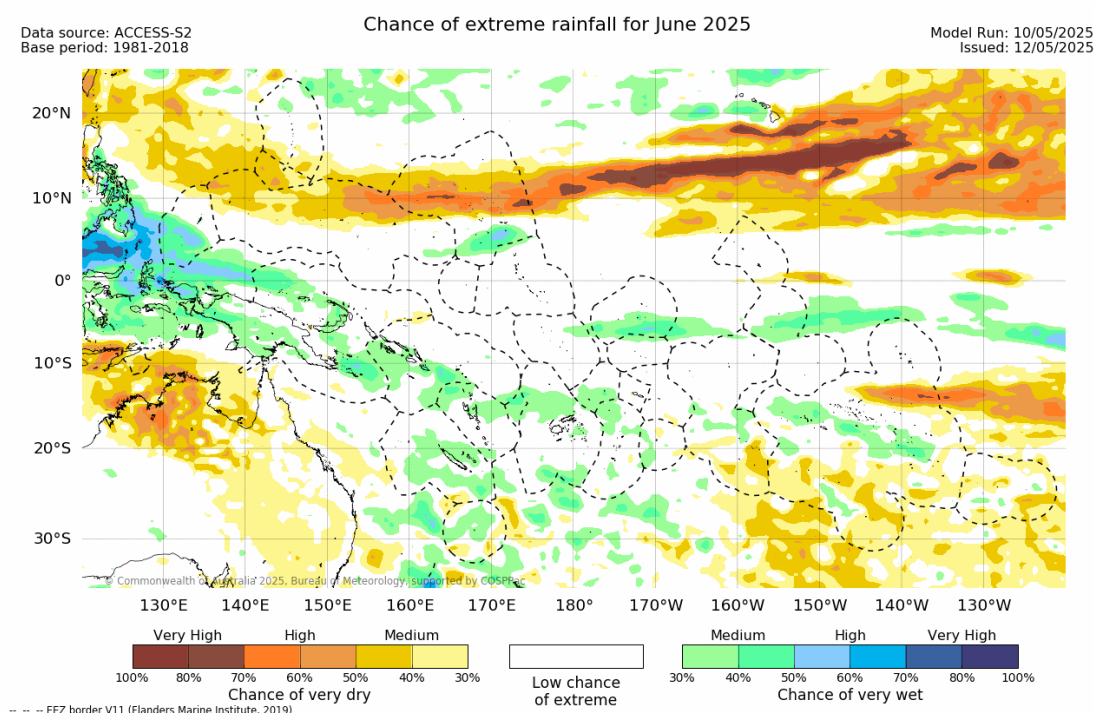 Chance of extreme rainfall for June 2025
Data source: ACCESS-S2
Base period: 1981-2018
Model Run: 10/05/2025
Issued: 12/05/2025
20°N
10°N
0°
10°S
20°S
30°S
© Commonwealth of Australia 2025, Bureau of Meteorology, supported by COSPPac
130°E 140°E 150°E 160°E 170°E 180° 170°W 160°W 150°W 140°W 130°W
Very High High Medium
100% 80% 70% 60% 50% 40% 30%
Chance of very dry
Low chance
of extreme
Medium High Very High
30% 40% 50% 60% 70% 80% 100%
Chance of very wet
-- -- -- EEZ border V11 (Flanders Marine Institute, 2019)